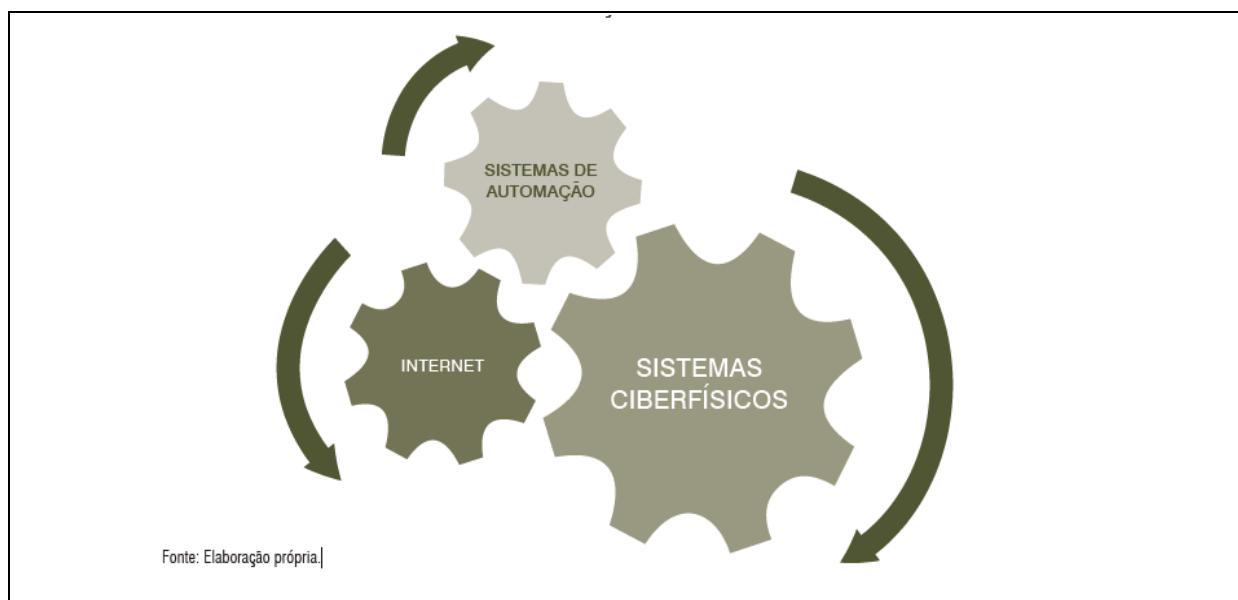 SISTEMAS DE
AUTOMAÇÃO
INTERNET
SISTEMAS
CIBERFÍSICOS
Fonte: Elaboração própria.